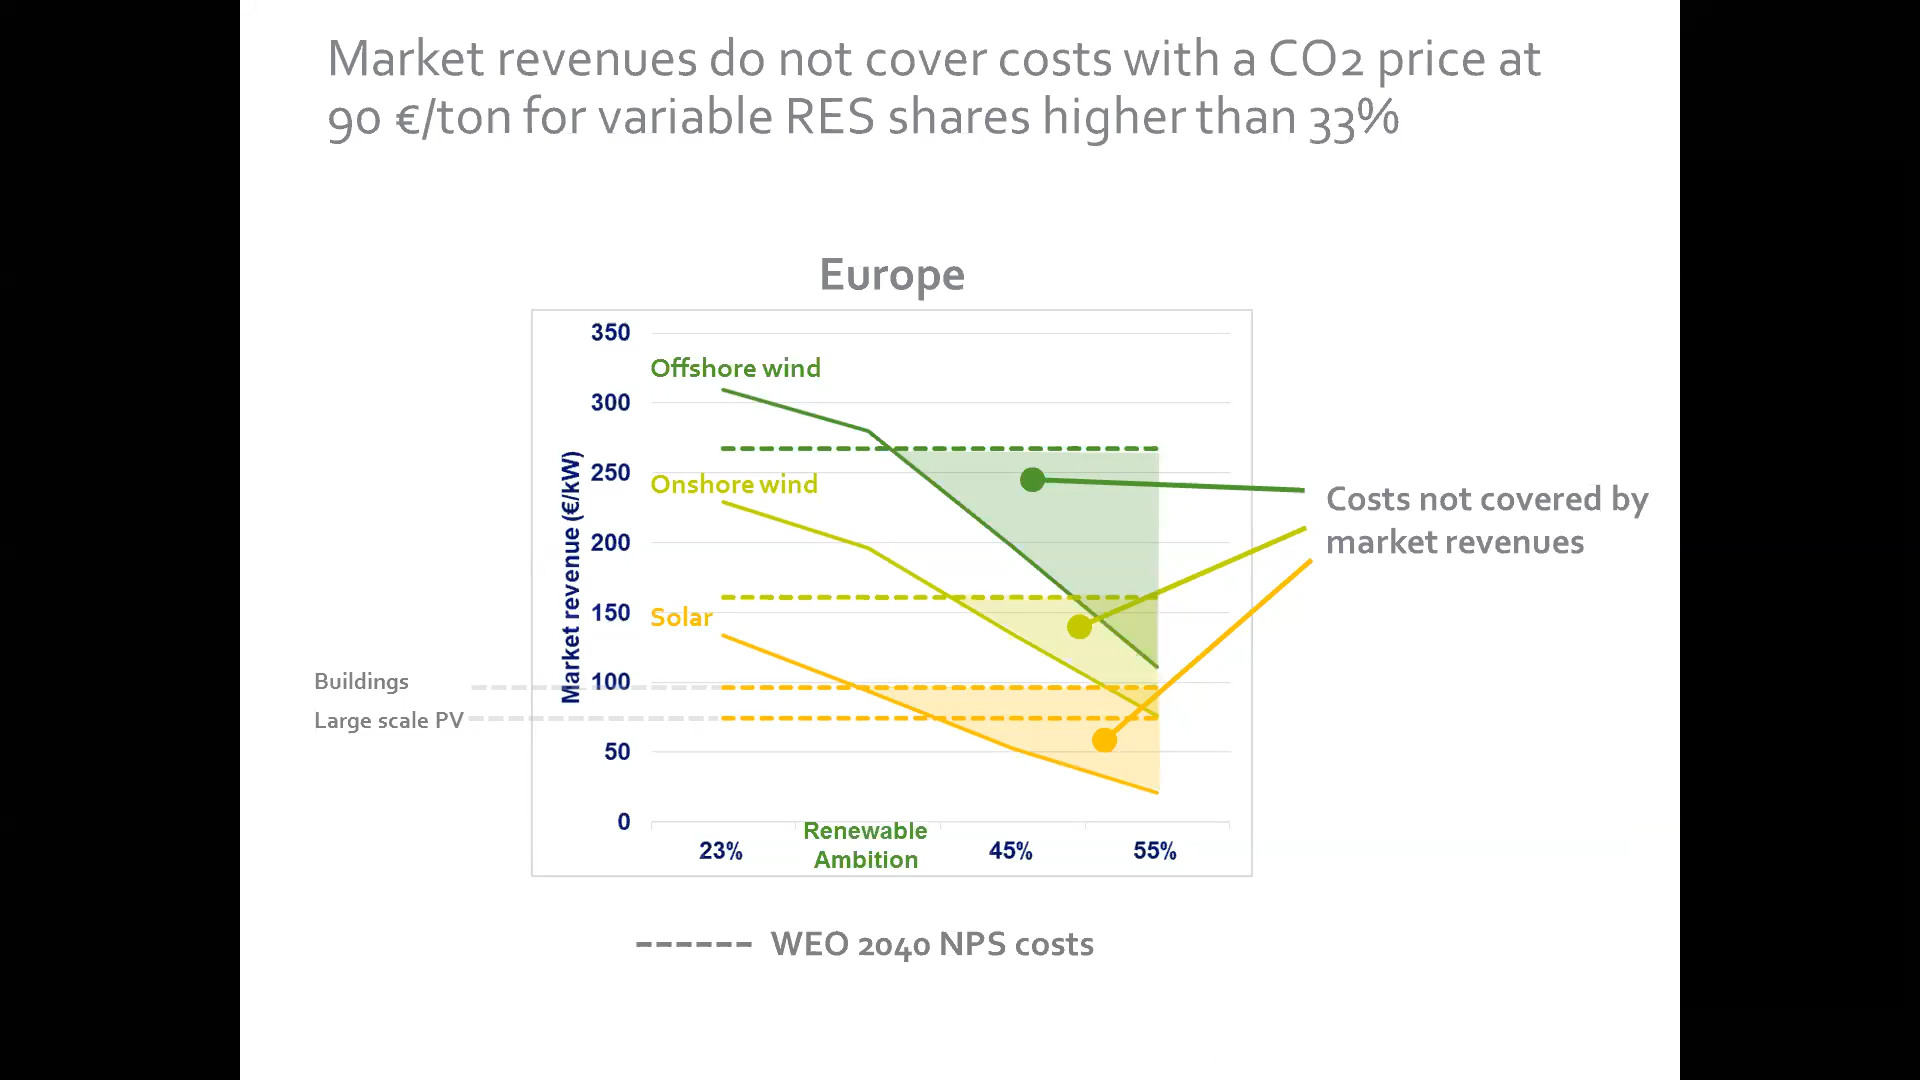 Market revenues do not cover costs with a CO2 price at
90 €/ton for variable RES shares higher than 33%
Europe
350
Offshore wind
300
250
Onshore wind
200
150
Solar
100
50
0
Market revenue (€/kW)
Buildings
Large scale PV
Costs not covered by
market revenues
23%
Renewable
Ambition
45%
55%
WEO 2040 NPS costs